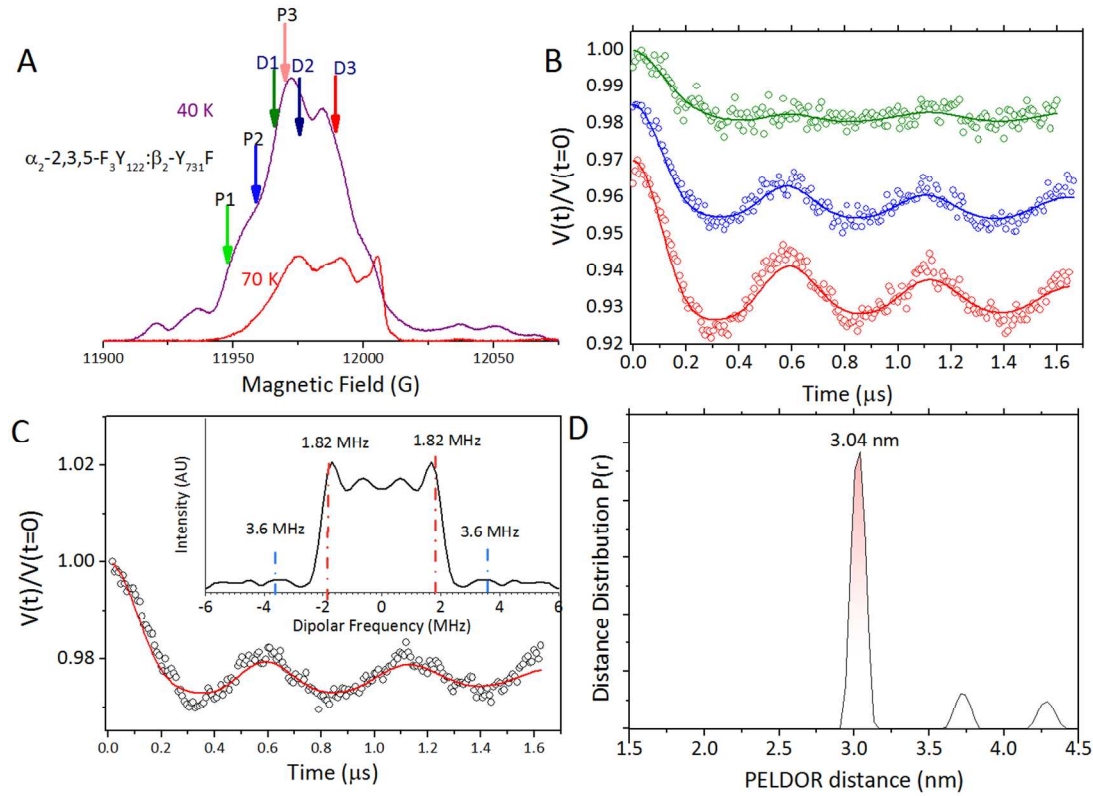 A
P3
D1
D2
D3
40 K
P2
α₂-2,3,5-F₃Y₁₂₂:β₂-Y₇₃₁F
P1
70 K
11900 11950 12000 12050
Magnetic Field (G)
B
V(t)/V(t=0)
1.00
0.98
0.97
0.95
0.94
0.93
0.92
0.0 0.2 0.4 0.6 0.8 1.0 1.2 1.4 1.6
Time (μs)
C
V(t)/V(t=0)
1.02
1.00
0.98
0.0 0.2 0.4 0.6 0.8 1.0 1.2 1.4 1.6
Time (μs)
Intensity (AU)
1.82 MHz 1.82 MHz
3.6 MHz 3.6 MHz
-6 -4 -2 0 2 4 6
Dipolar Frequency (MHz)
D
3.04 nm
Distance Distribution P(r)
1.5 2.0 2.5 3.0 3.5 4.0 4.5
PELDOR distance (nm)